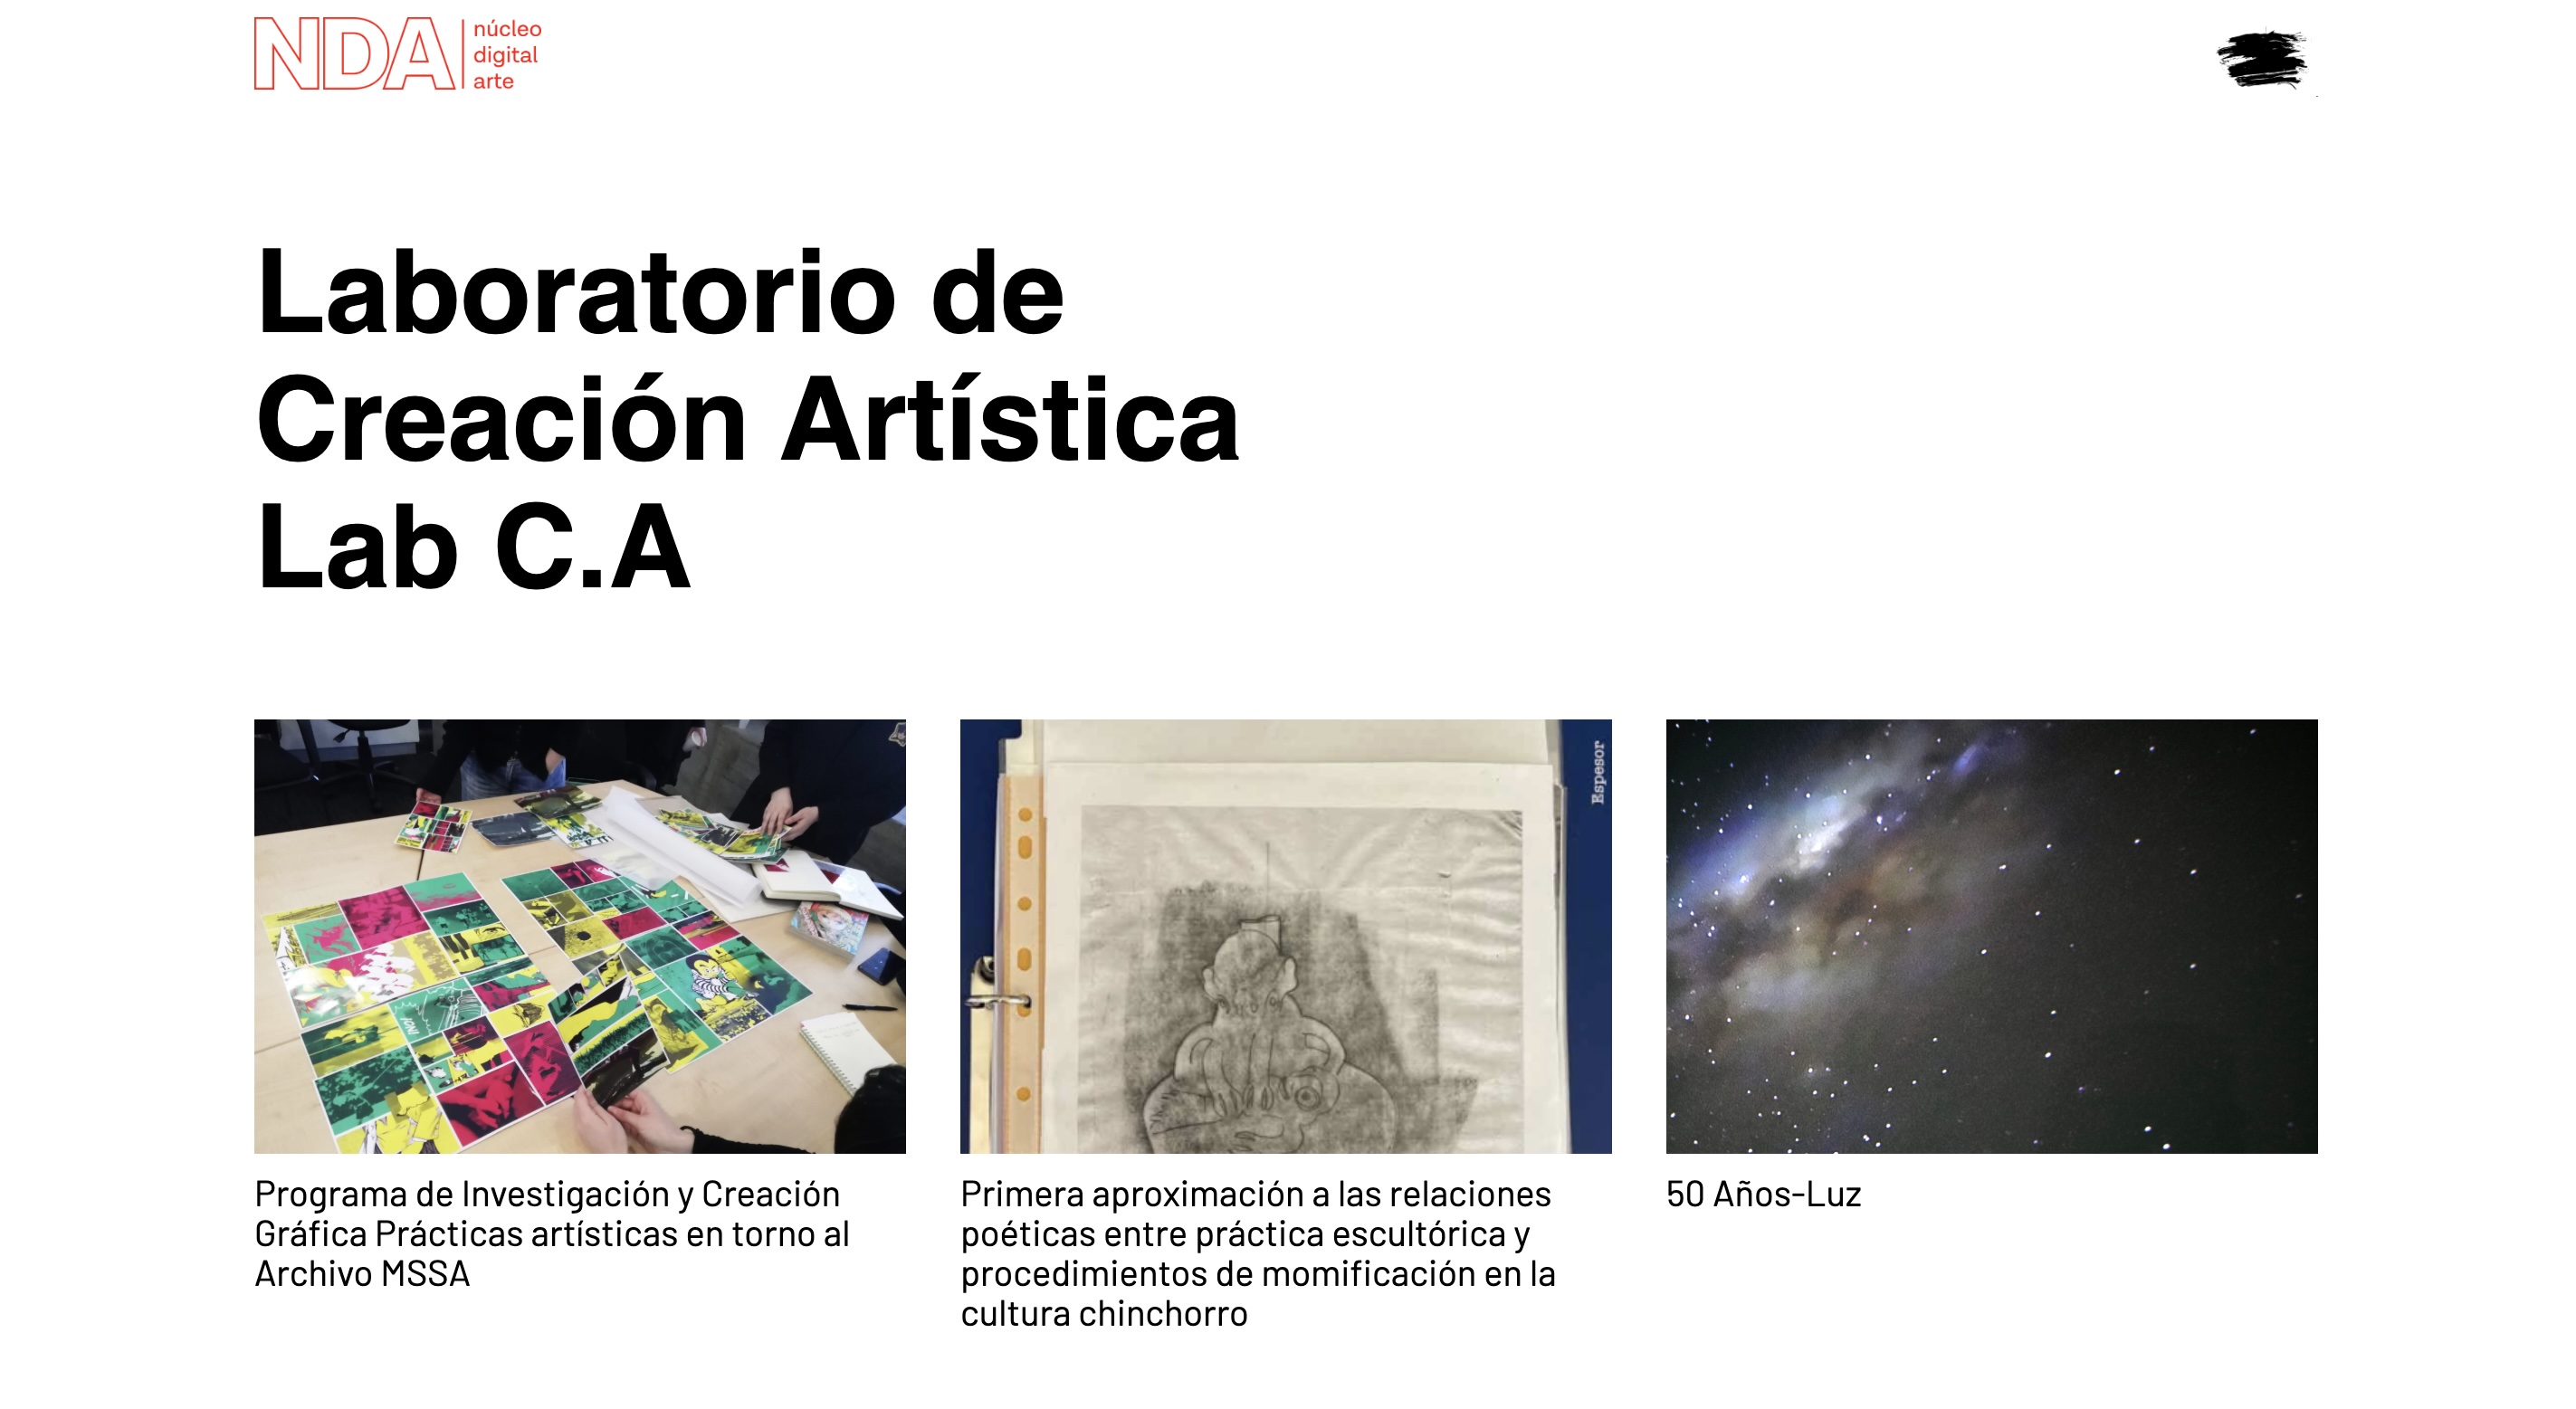 NDA
núcleo
digital
arte
Laboratorio de
Creación Artística
Lab C.A
Espesor
Programa de Investigación y Creación
Gráfica Prácticas artísticas en torno al
Archivo MSSA
Primera aproximación a las relaciones
poéticas entre práctica escultórica y
procedimientos de momificación en la
cultura chinchorro
50 Años-Luz